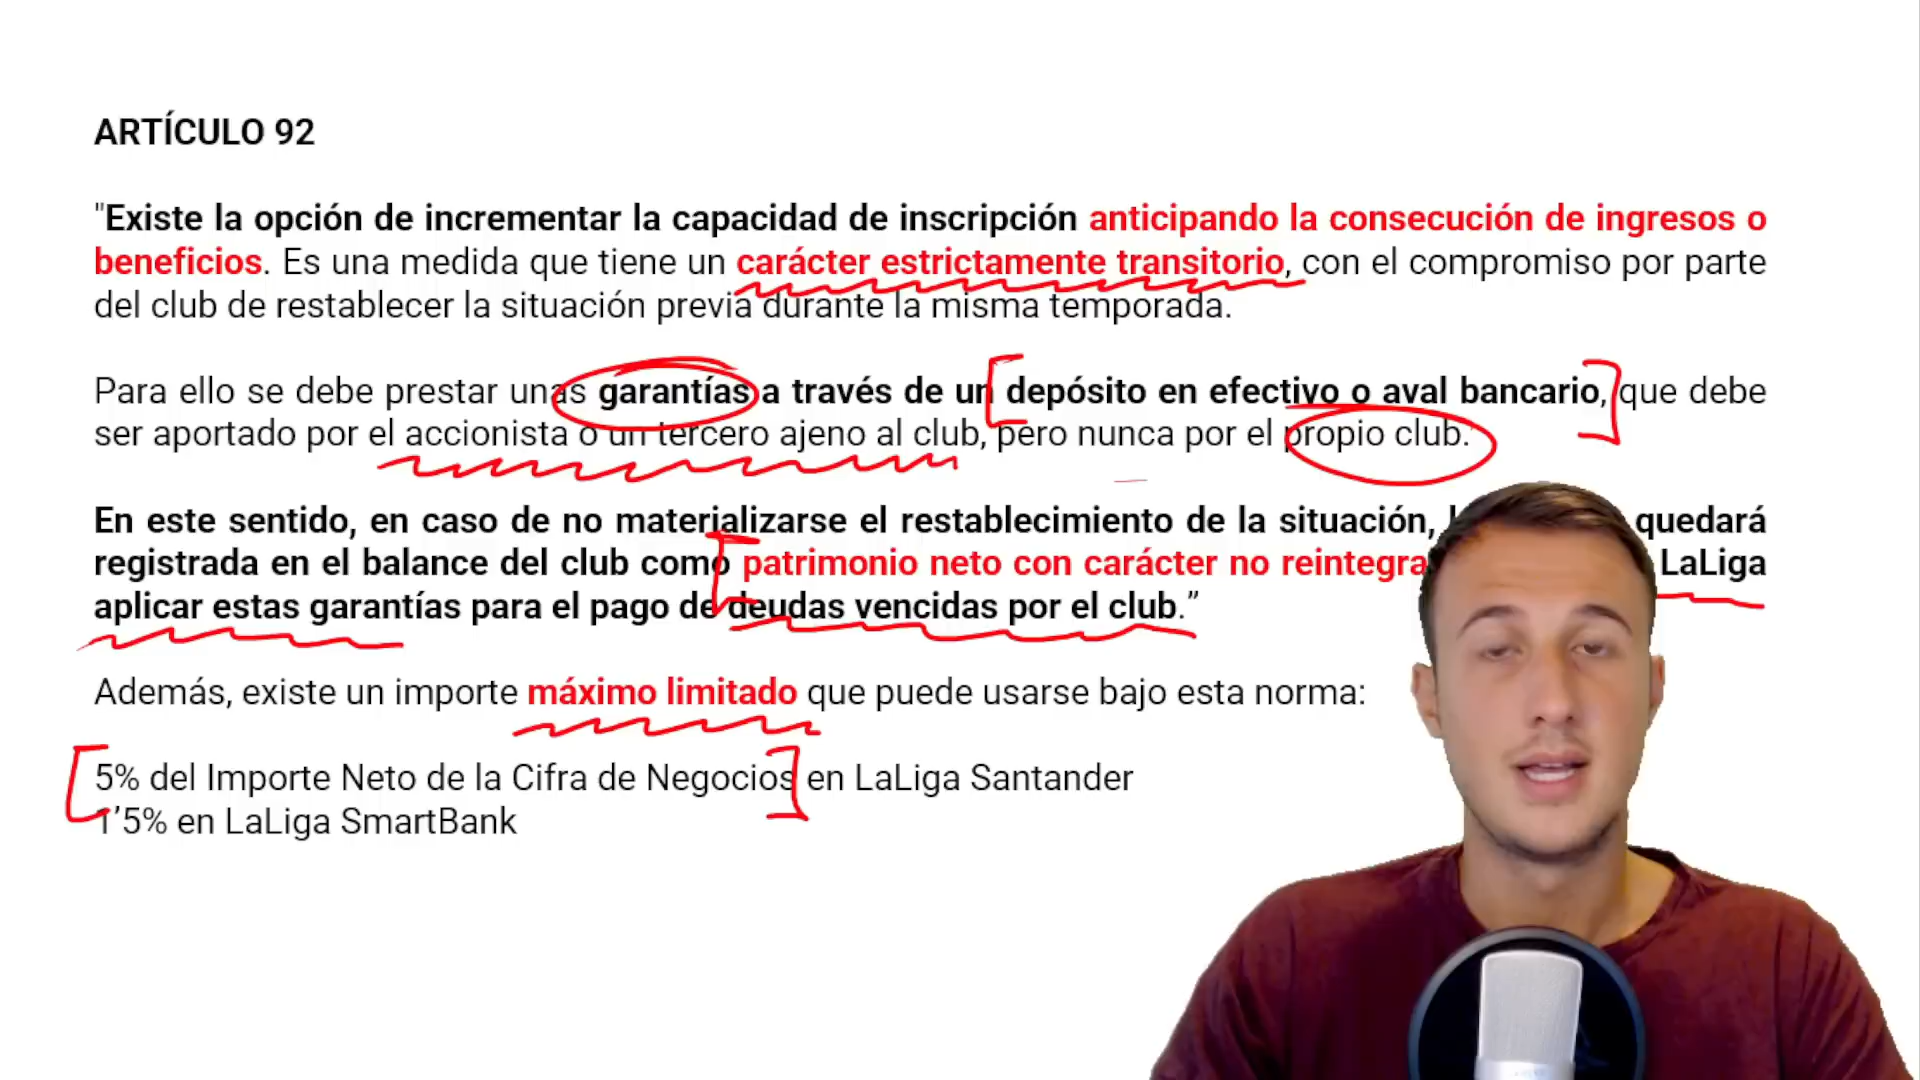 ARTÍCULO 92
"Existe la opción de incrementar la capacidad de inscripción anticipando la consecución de ingresos o
beneficios. Es una medida que tiene un carácter estrictamente transitorio, con el compromiso por parte
del club de restablecer la situación previa durante la misma temporada.
Para ello se debe prestar unas garantías a través de un depósito en efectivo o aval bancario, que debe
ser aportado por el accionista o un tercero ajeno al club, pero nunca por el propio club.
En este sentido, en caso de no materializarse el restablecimiento de la situación, quedará
registrada en el balance del club como patrimonio neto con carácter no reintegra LaLiga
aplicar estas garantías para el pago de deudas vencidas por el club.”
Además, existe un importe máximo limitado que puede usarse bajo esta norma:
5% del Importe Neto de la Cifra de Negocios en LaLiga Santander
1’5% en LaLiga SmartBank